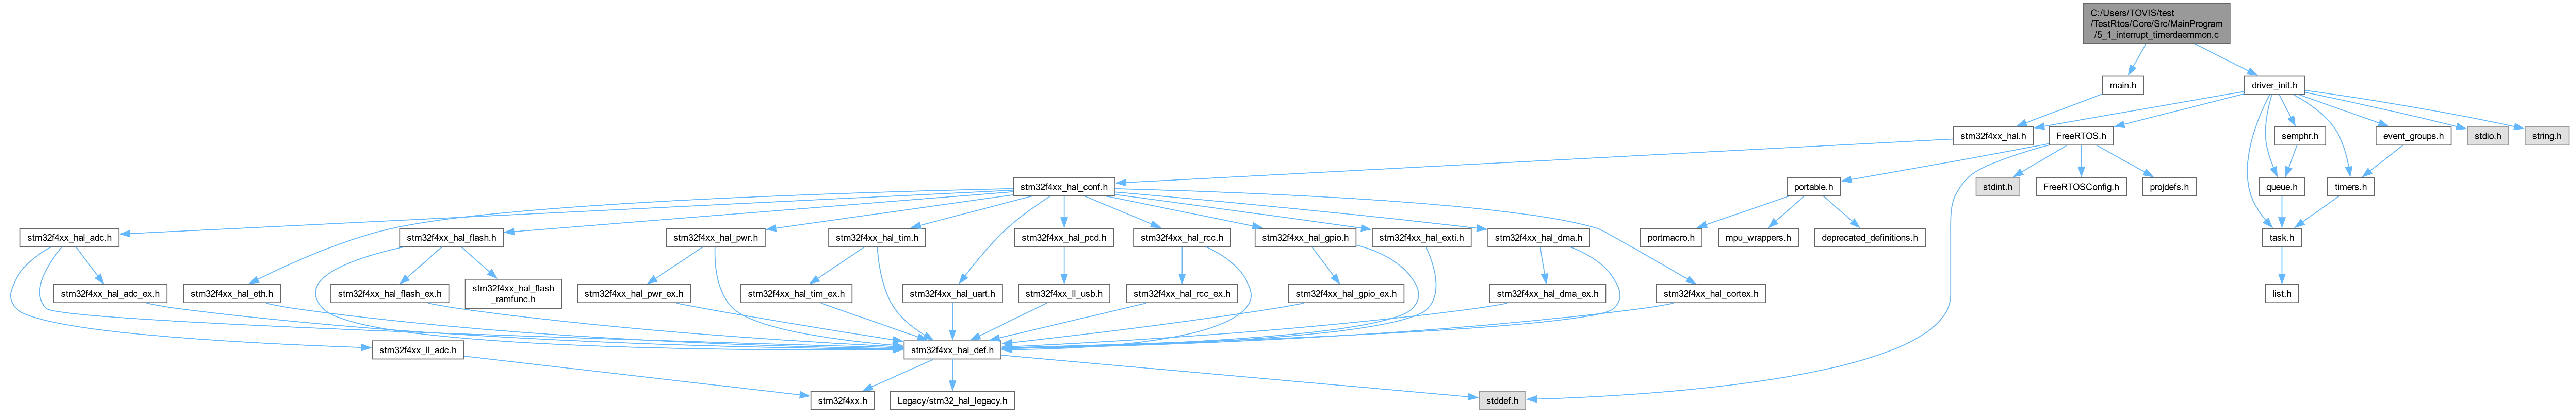 C:/Users/TOVIS/test
/TestRtos/Core/Src/MainProgram
/5_1_interrupt_timerdaemmon.c
main.h
driver_init.h
stm32f4xx_hal.h
FreeRTOS.h
semphr.h
event_groups.h
stdio.h
string.h
stm32f4xx_hal_conf.h
portable.h
stdint.h
FreeRTOSConfig.h
projdefs.h
queue.h
timers.h
stm32f4xx_hal_adc.h
stm32f4xx_hal_flash.h
stm32f4xx_hal_pwr.h
stm32f4xx_hal_tim.h
stm32f4xx_hal_pcd.h
stm32f4xx_hal_rcc.h
stm32f4xx_hal_gpio.h
stm32f4xx_hal_exti.h
stm32f4xx_hal_dma.h
portmacro.h
mpu_wrappers.h
deprecated_definitions.h
task.h
stm32f4xx_hal_adc_ex.h
stm32f4xx_hal_eth.h
stm32f4xx_hal_flash_ex.h
stm32f4xx_hal_flash
_ramfunc.h
stm32f4xx_hal_pwr_ex.h
stm32f4xx_hal_tim_ex.h
stm32f4xx_hal_uart.h
stm32f4xx_ll_usb.h
stm32f4xx_hal_rcc_ex.h
stm32f4xx_hal_gpio_ex.h
stm32f4xx_hal_dma_ex.h
stm32f4xx_hal_cortex.h
list.h
stm32f4xx_ll_adc.h
stm32f4xx_hal_def.h
stm32f4xx.h
Legacy/stm32_hal_legacy.h
stddef.h